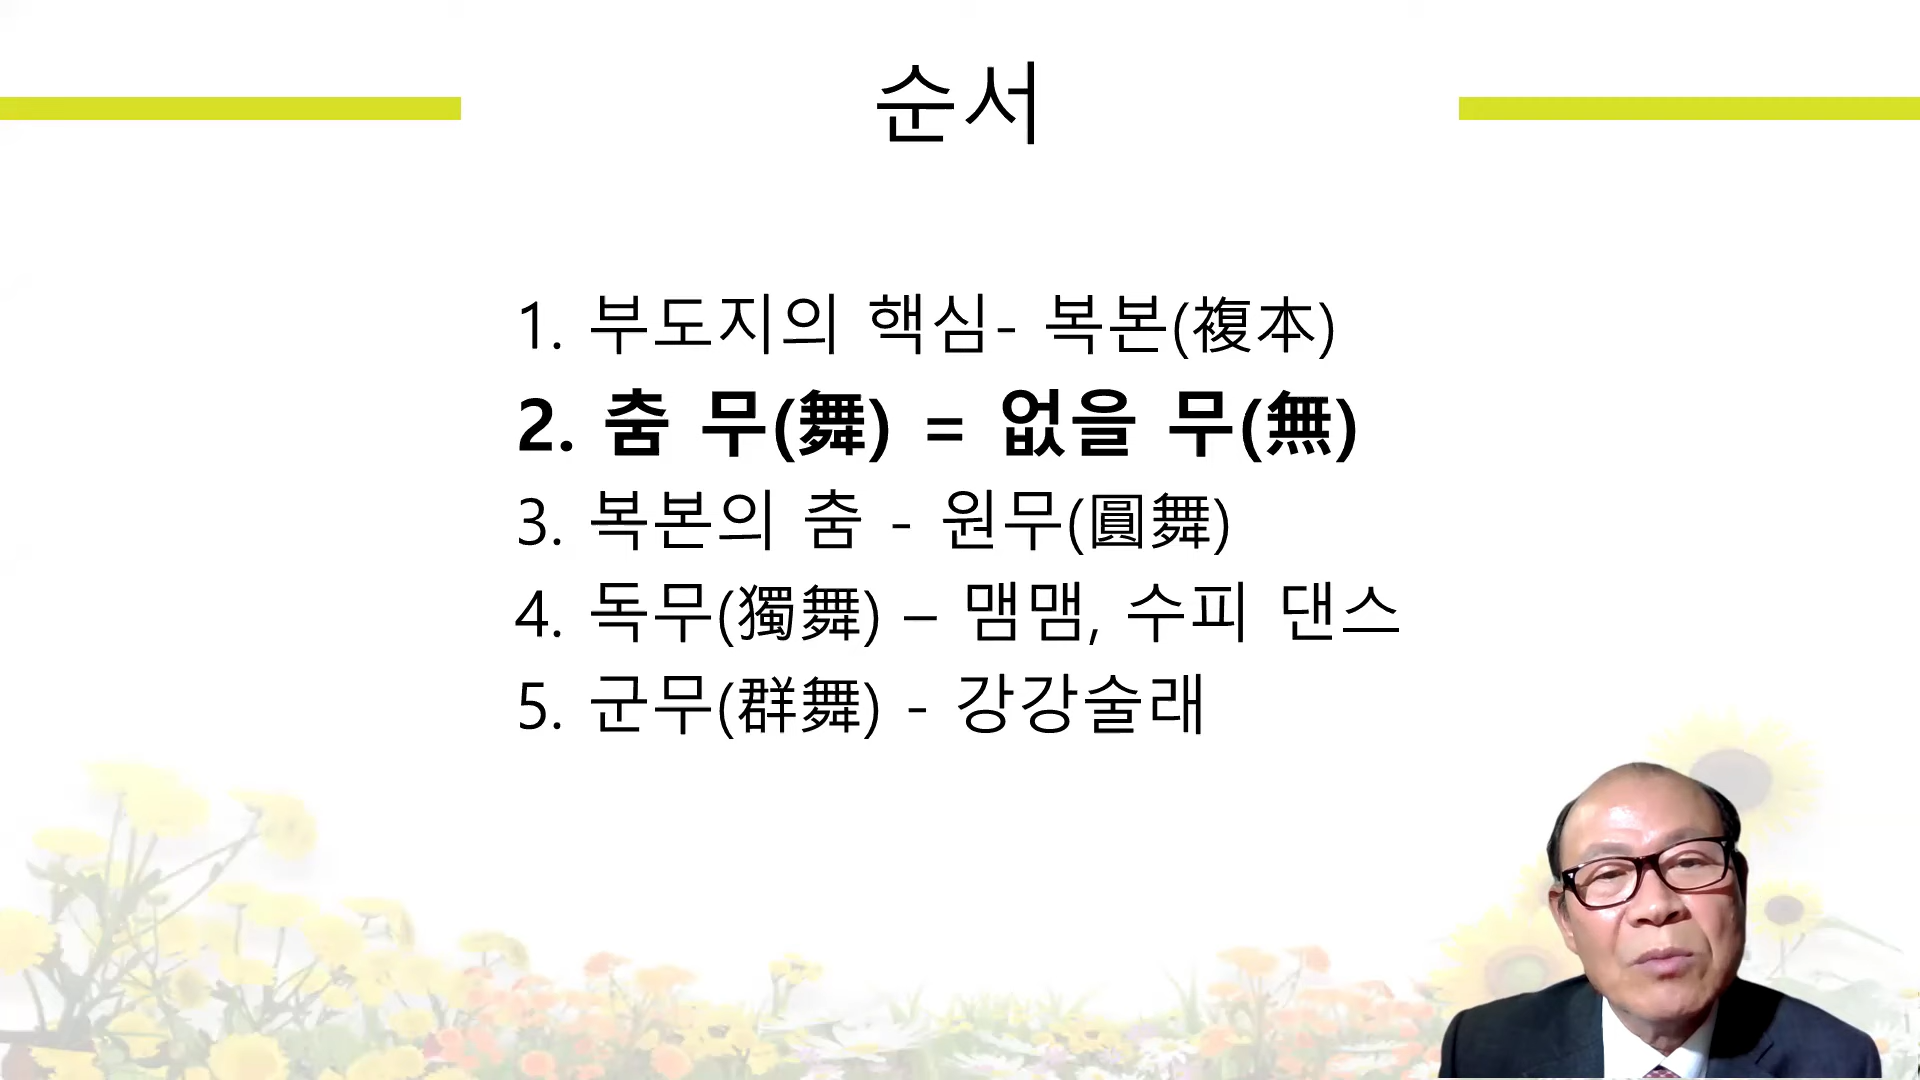 순서
1. 부도지의 핵심- 복본(複本)
2. 춤 무(舞) = 없을 무(無)
3. 복본의 춤 - 원무(圓舞)
4. 독무(獨舞) – 맴맴, 수피 댄스
5. 군무(群舞) - 강강술래